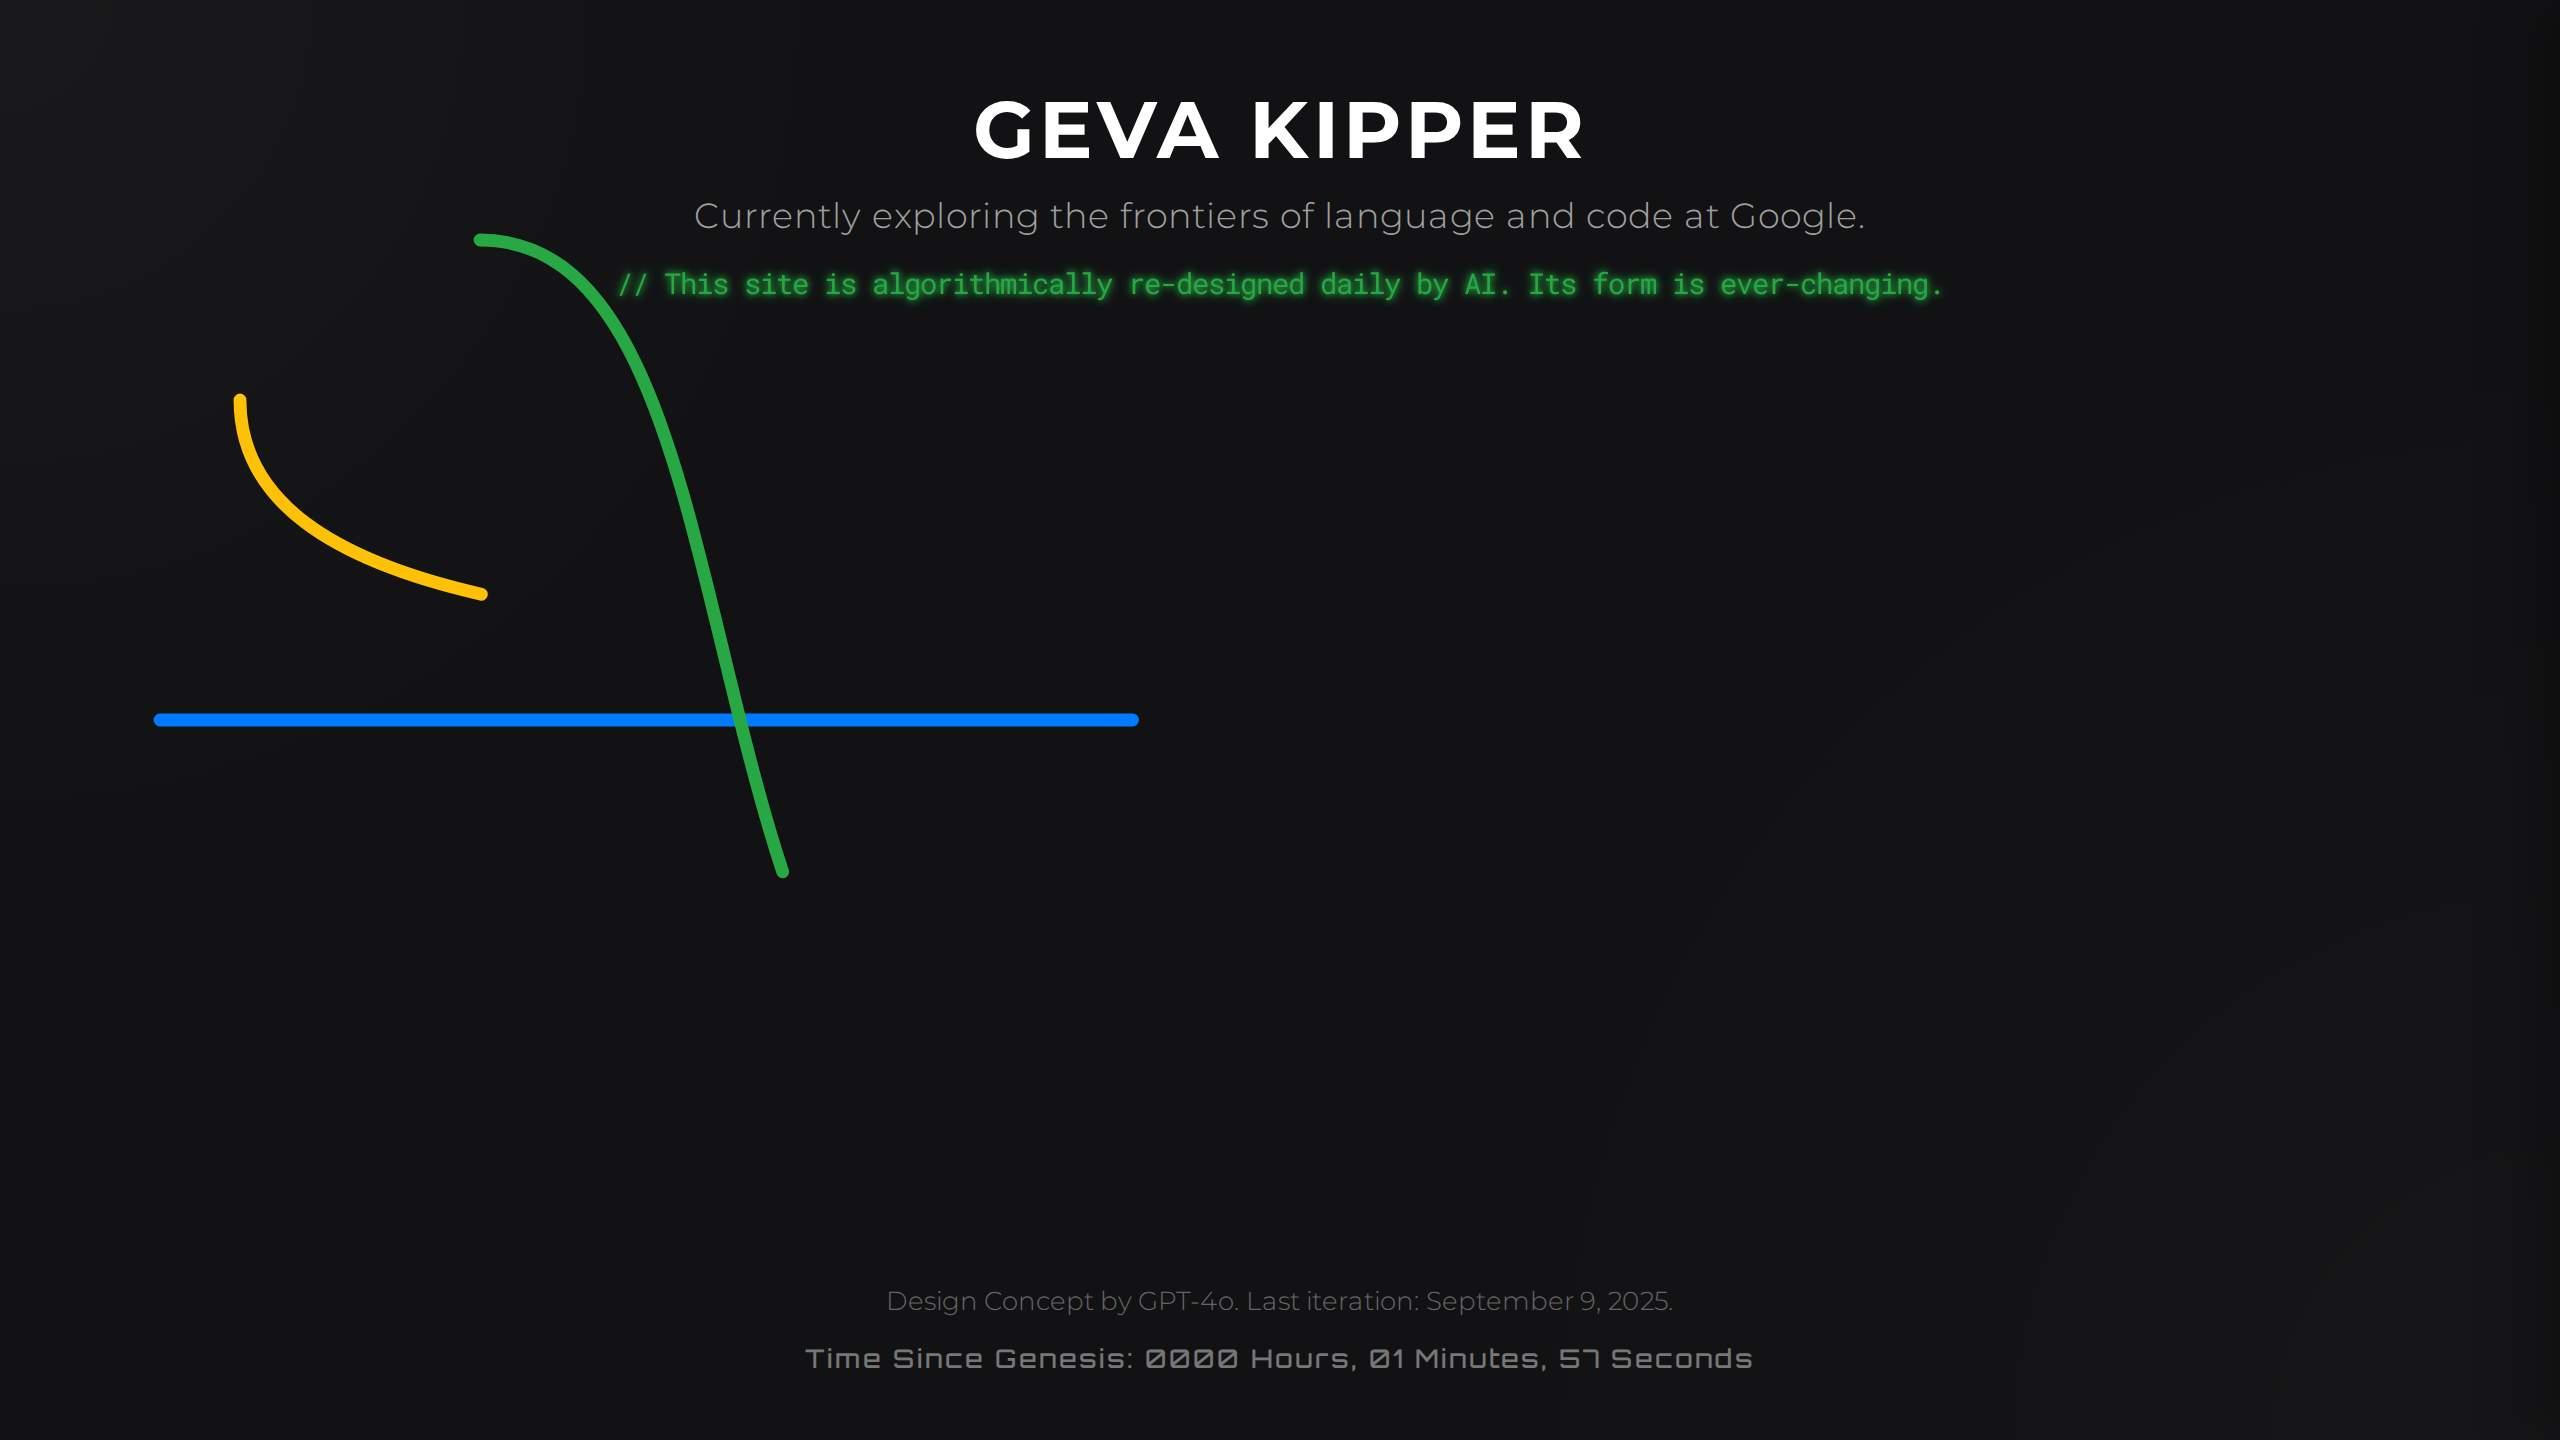 GEVA KIPPER
Currently exploring the frontiers of language and code at Google.
// This site is algorithmically re-designed daily by AI. Its form is ever-changing.
Design Concept by GPT-4o. Last iteration: September 9, 2025.
Time Since Genesis: 0000 Hours, 01 Minutes, 57 Seconds